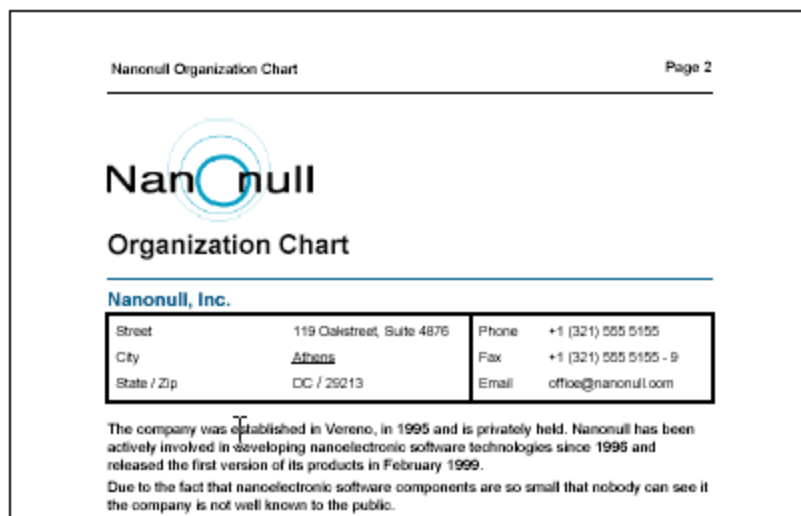 Nanonull Organization Chart Page 2
Nanonull
Organization Chart
Nanonull, Inc.
Street 119 Oakstreet, Suite 4876 Phone +1 (321) 555 5155
City Athens Fax +1 (321) 555 5155 - 9
State / Zip DC / 29213 Email office@nanonull.com
The company was established in Vereno, in 1995 and is privately held. Nanonull has been
actively involved in developing nanoelectronic software technologies since 1996 and
released the first version of its products in February 1999.
Due to the fact that nanoelectronic software components are so small that nobody can see it
the company is not well known to the public.